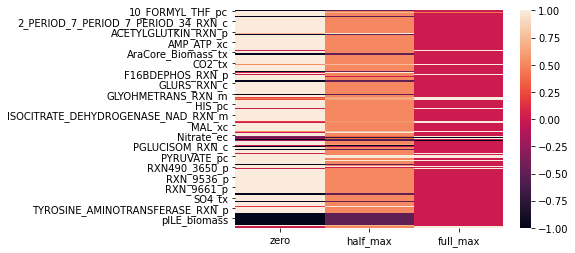 10_FORMYL_THF_pc
2_PERIOD_7_PERIOD_7_PERIOD_34_RXN_c
ACETYLGLUTKIN_RXN_p
AMP_ATP_xc
AraCore_Biomass_tx
CO2_tx
F16BDEPHOS_RXN_p
GLURS_RXN_c
GLYOHMETRANS_RXN_m
HIS_pc
ISOCITRATE_DEHYDROGENASE_NAD_RXN_m
MAL_xc
Nitrate_ec
PGLUCISOM_RXN_c
PYRUVATE_pc
RXN490_3650_p
RXN_9536_p
RXN_9661_p
SO4_tx
TYROSINE_AMINOTRANSFERASE_RXN_p
pILE_biomass
zero half_max full_max
1.00
0.75
0.50
0.25
0.00
-0.25
-0.50
-0.75
-1.00